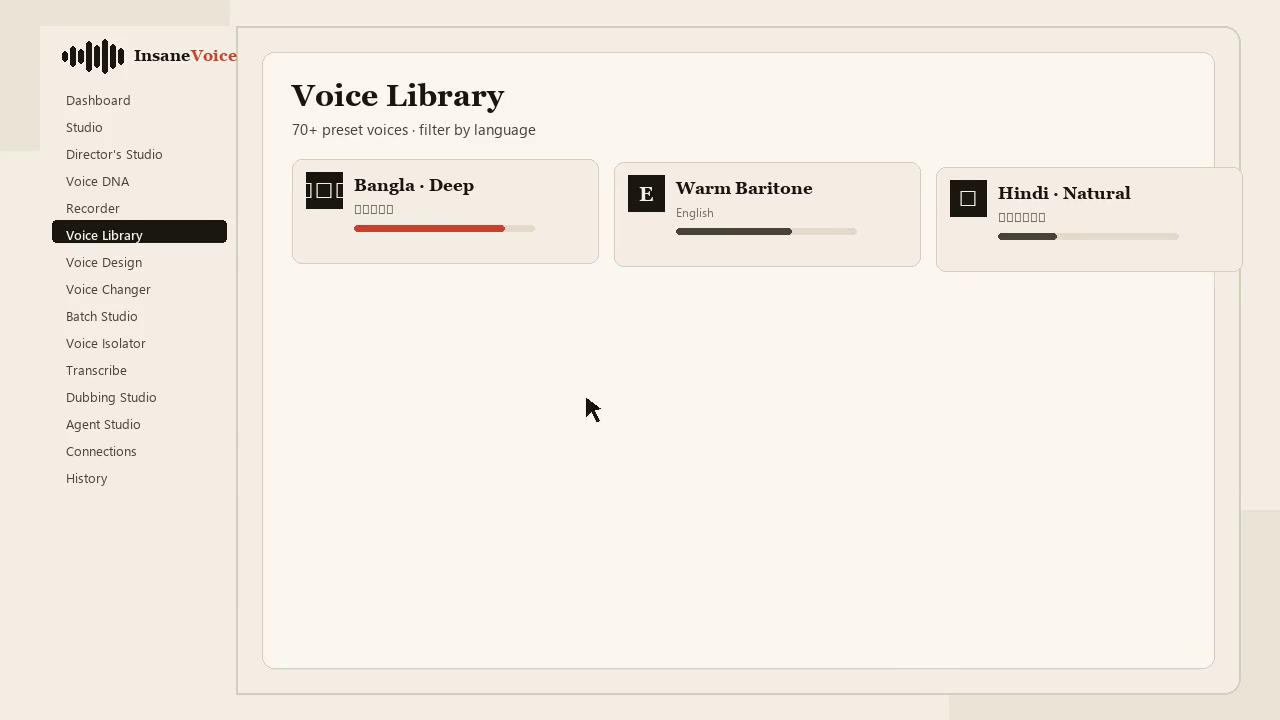 InsaneVoice
Dashboard
Studio
Director's Studio
Voice DNA
Recorder
Voice Library
Voice Design
Voice Changer
Batch Studio
Voice Isolator
Transcribe
Dubbing Studio
Agent Studio
Connections
History
Voice Library
70+ preset voices · filter by language
Bangla · Deep
E
Warm Baritone
English
Hindi · Natural